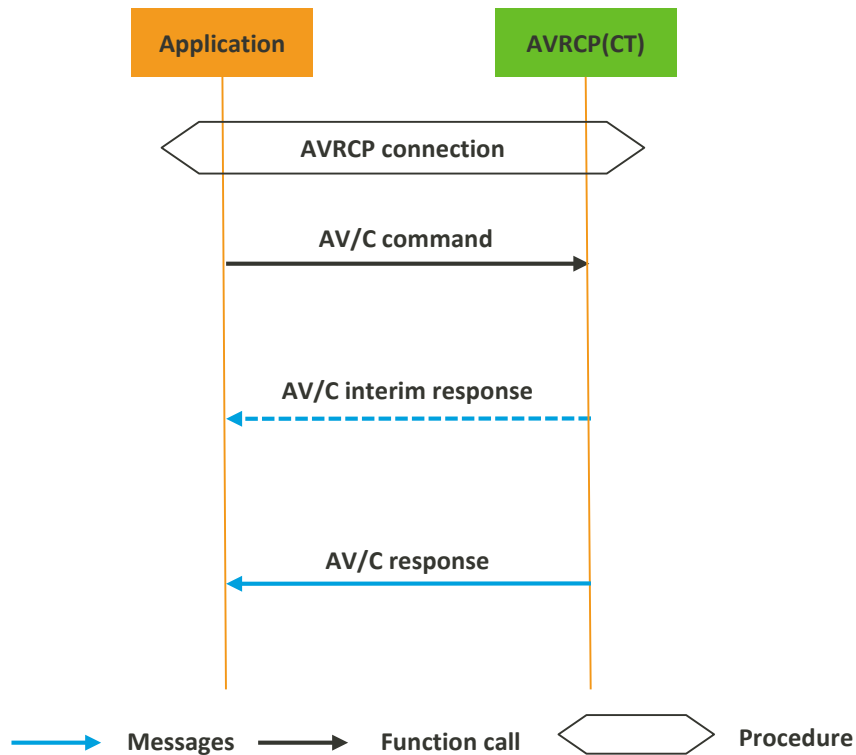 Application
AVRCP(CT)
AVRCP connection
AV/C command
AV/C interim response
AV/C response
Messages
Function call
Procedure